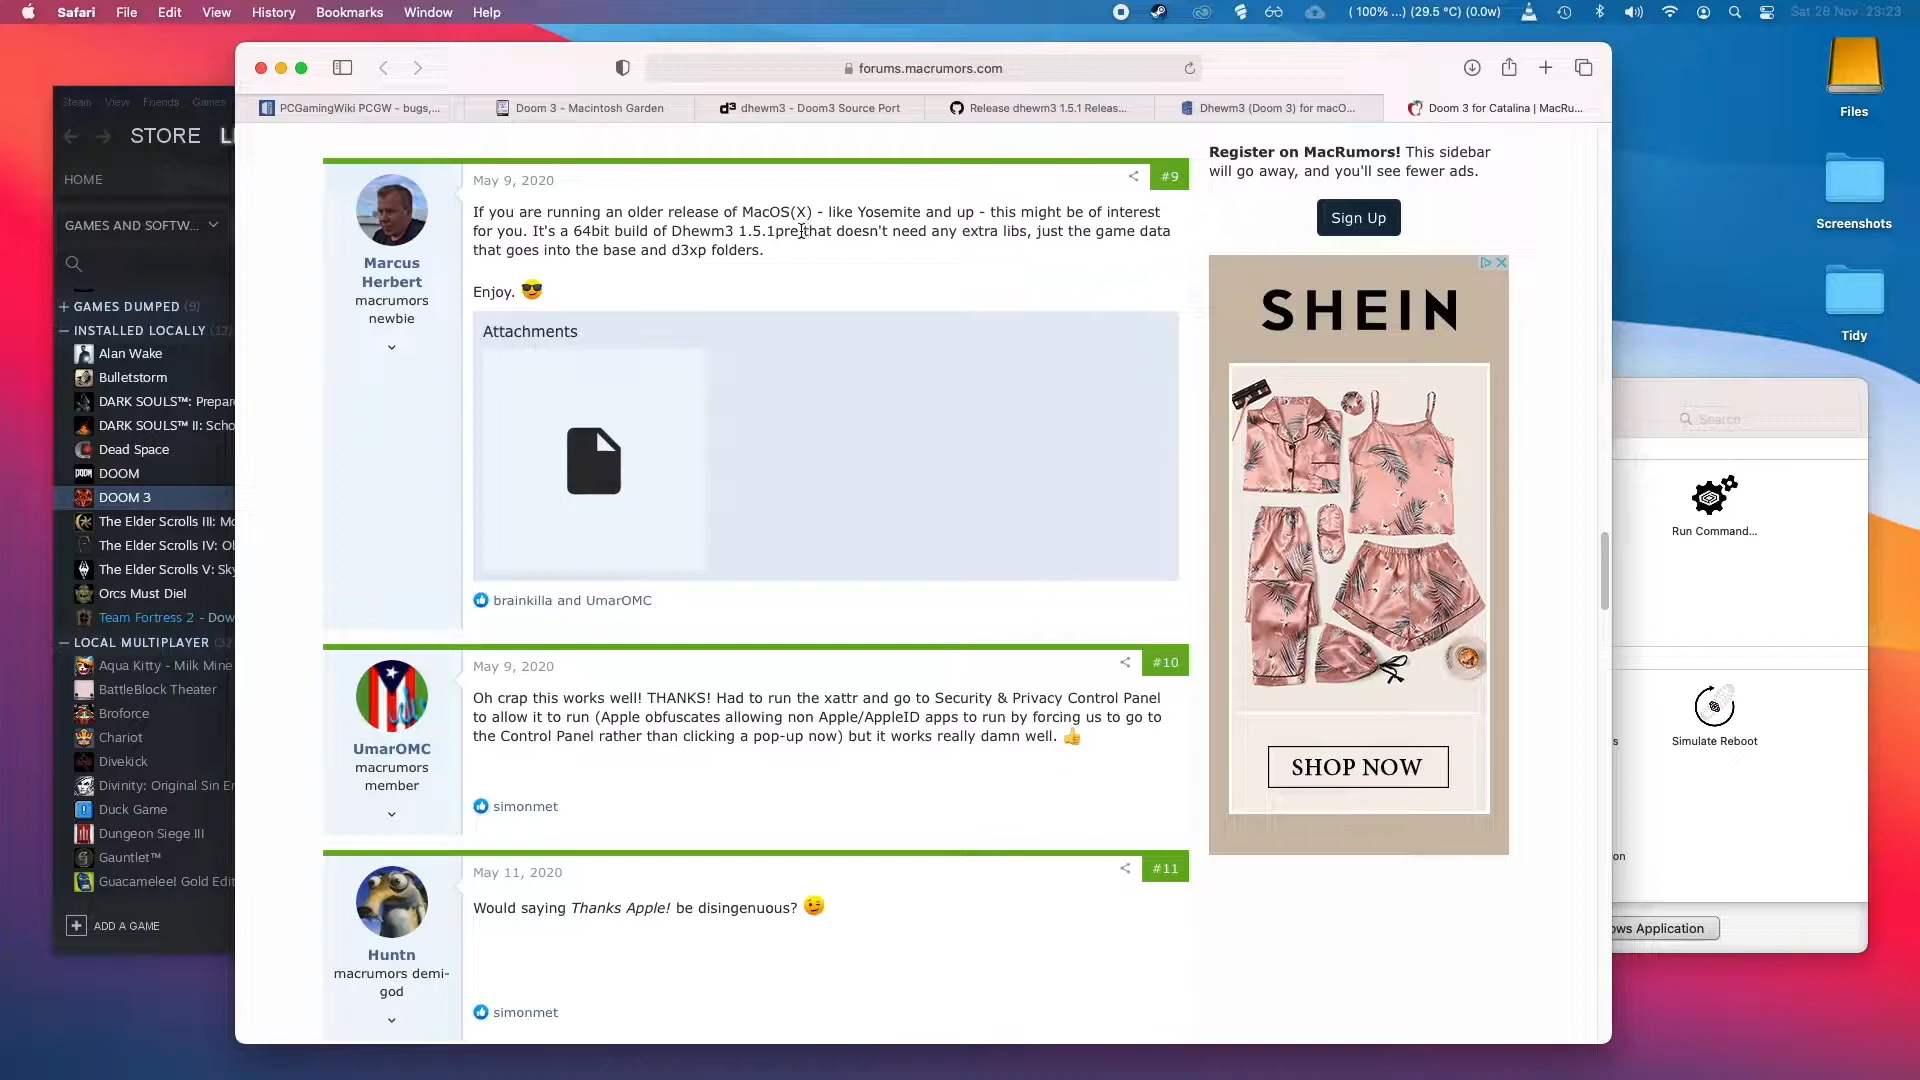 Safari File Edit View History Bookmarks Window Help
( 100% ...) (29.5 °C) (0.0w)
Sat 28 Nov 23:23
forums.macrumors.com
PCGamingWiki PCGW - bugs,...
Doom 3 - Macintosh Garden
dhewm3 - Doom3 Source Port
Release dhewm3 1.5.1 Releas...
Dhewm3 (Doom 3) for macO...
Doom 3 for Catalina | MacRu...
Steam View Friends Games
STORE
HOME
GAMES AND SOFTW...
+ GAMES DUMPED (9)
— INSTALLED LOCALLY
Alan Wake
Bulletstorm
DARK SOULS™: Prepar
DARK SOULS™ II: Scho
Dead Space
DOOM
DOOM 3
The Elder Scrolls III: Mo
The Elder Scrolls IV: Ob
The Elder Scrolls V: Sky
Orcs Must Die!
Team Fortress 2 - Dow
— LOCAL MULTIPLAYER
Aqua Kitty - Milk Mine
BattleBlock Theater
Broforce
Chariot
Divekick
Divinity: Original Sin En
Duck Game
Dungeon Siege III
Gauntlet™
Guacamelee! Gold Edit
+ ADD A GAME
May 9, 2020
#9
Marcus
Herbert
macrumors
newbie
If you are running an older release of MacOS(X) - like Yosemite and up - this might be of interest
for you. It's a 64bit build of Dhewm3 1.5.1pre that doesn't need any extra libs, just the game data
that goes into the base and d3xp folders.
Enjoy. 😎
Attachments
brainkilla and UmarOMC
May 9, 2020
#10
UmarOMC
macrumors
member
Oh crap this works well! THANKS! Had to run the xattr and go to Security & Privacy Control Panel
to allow it to run (Apple obfuscates allowing non Apple/AppleID apps to run by forcing us to go to
the Control Panel rather than clicking a pop-up now) but it works really damn well. 👍
simonmet
May 11, 2020
#11
Huntn
macrumors demi-
god
Would saying Thanks Apple! be disingenuous? 😉
simonmet
Register on MacRumors! This sidebar
will go away, and you'll see fewer ads.
Sign Up
SHEIN
SHOP NOW
Files
Screenshots
Tidy
Search
Run Command...
s
Simulate Reboot
on
ows Application